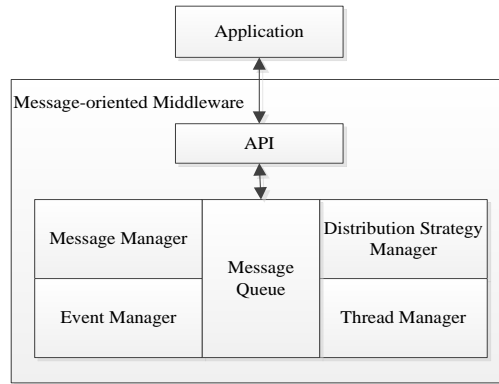 Application
Message-oriented Middleware
API
Message Manager
Message
Queue
Distribution Strategy
Manager
Event Manager
Thread Manager